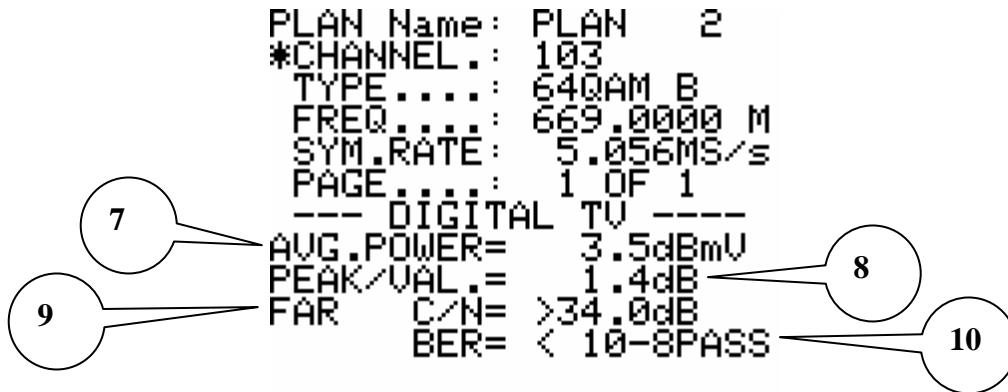 PLAN Name: PLAN 2
*CHANNEL.: 103
TYPE....: 64QAM B
FREQ....: 669.0000 M
SYM.RATE: 5.056MS/s
PAGE....: 1 OF 1
--- DIGITAL TV ----
7
AVG.POWER= 3.5dBmV
PEAK/VAL.= 1.4dB
8
9
FAR C/N= >34.0dB
BER= < 10-8PASS
10